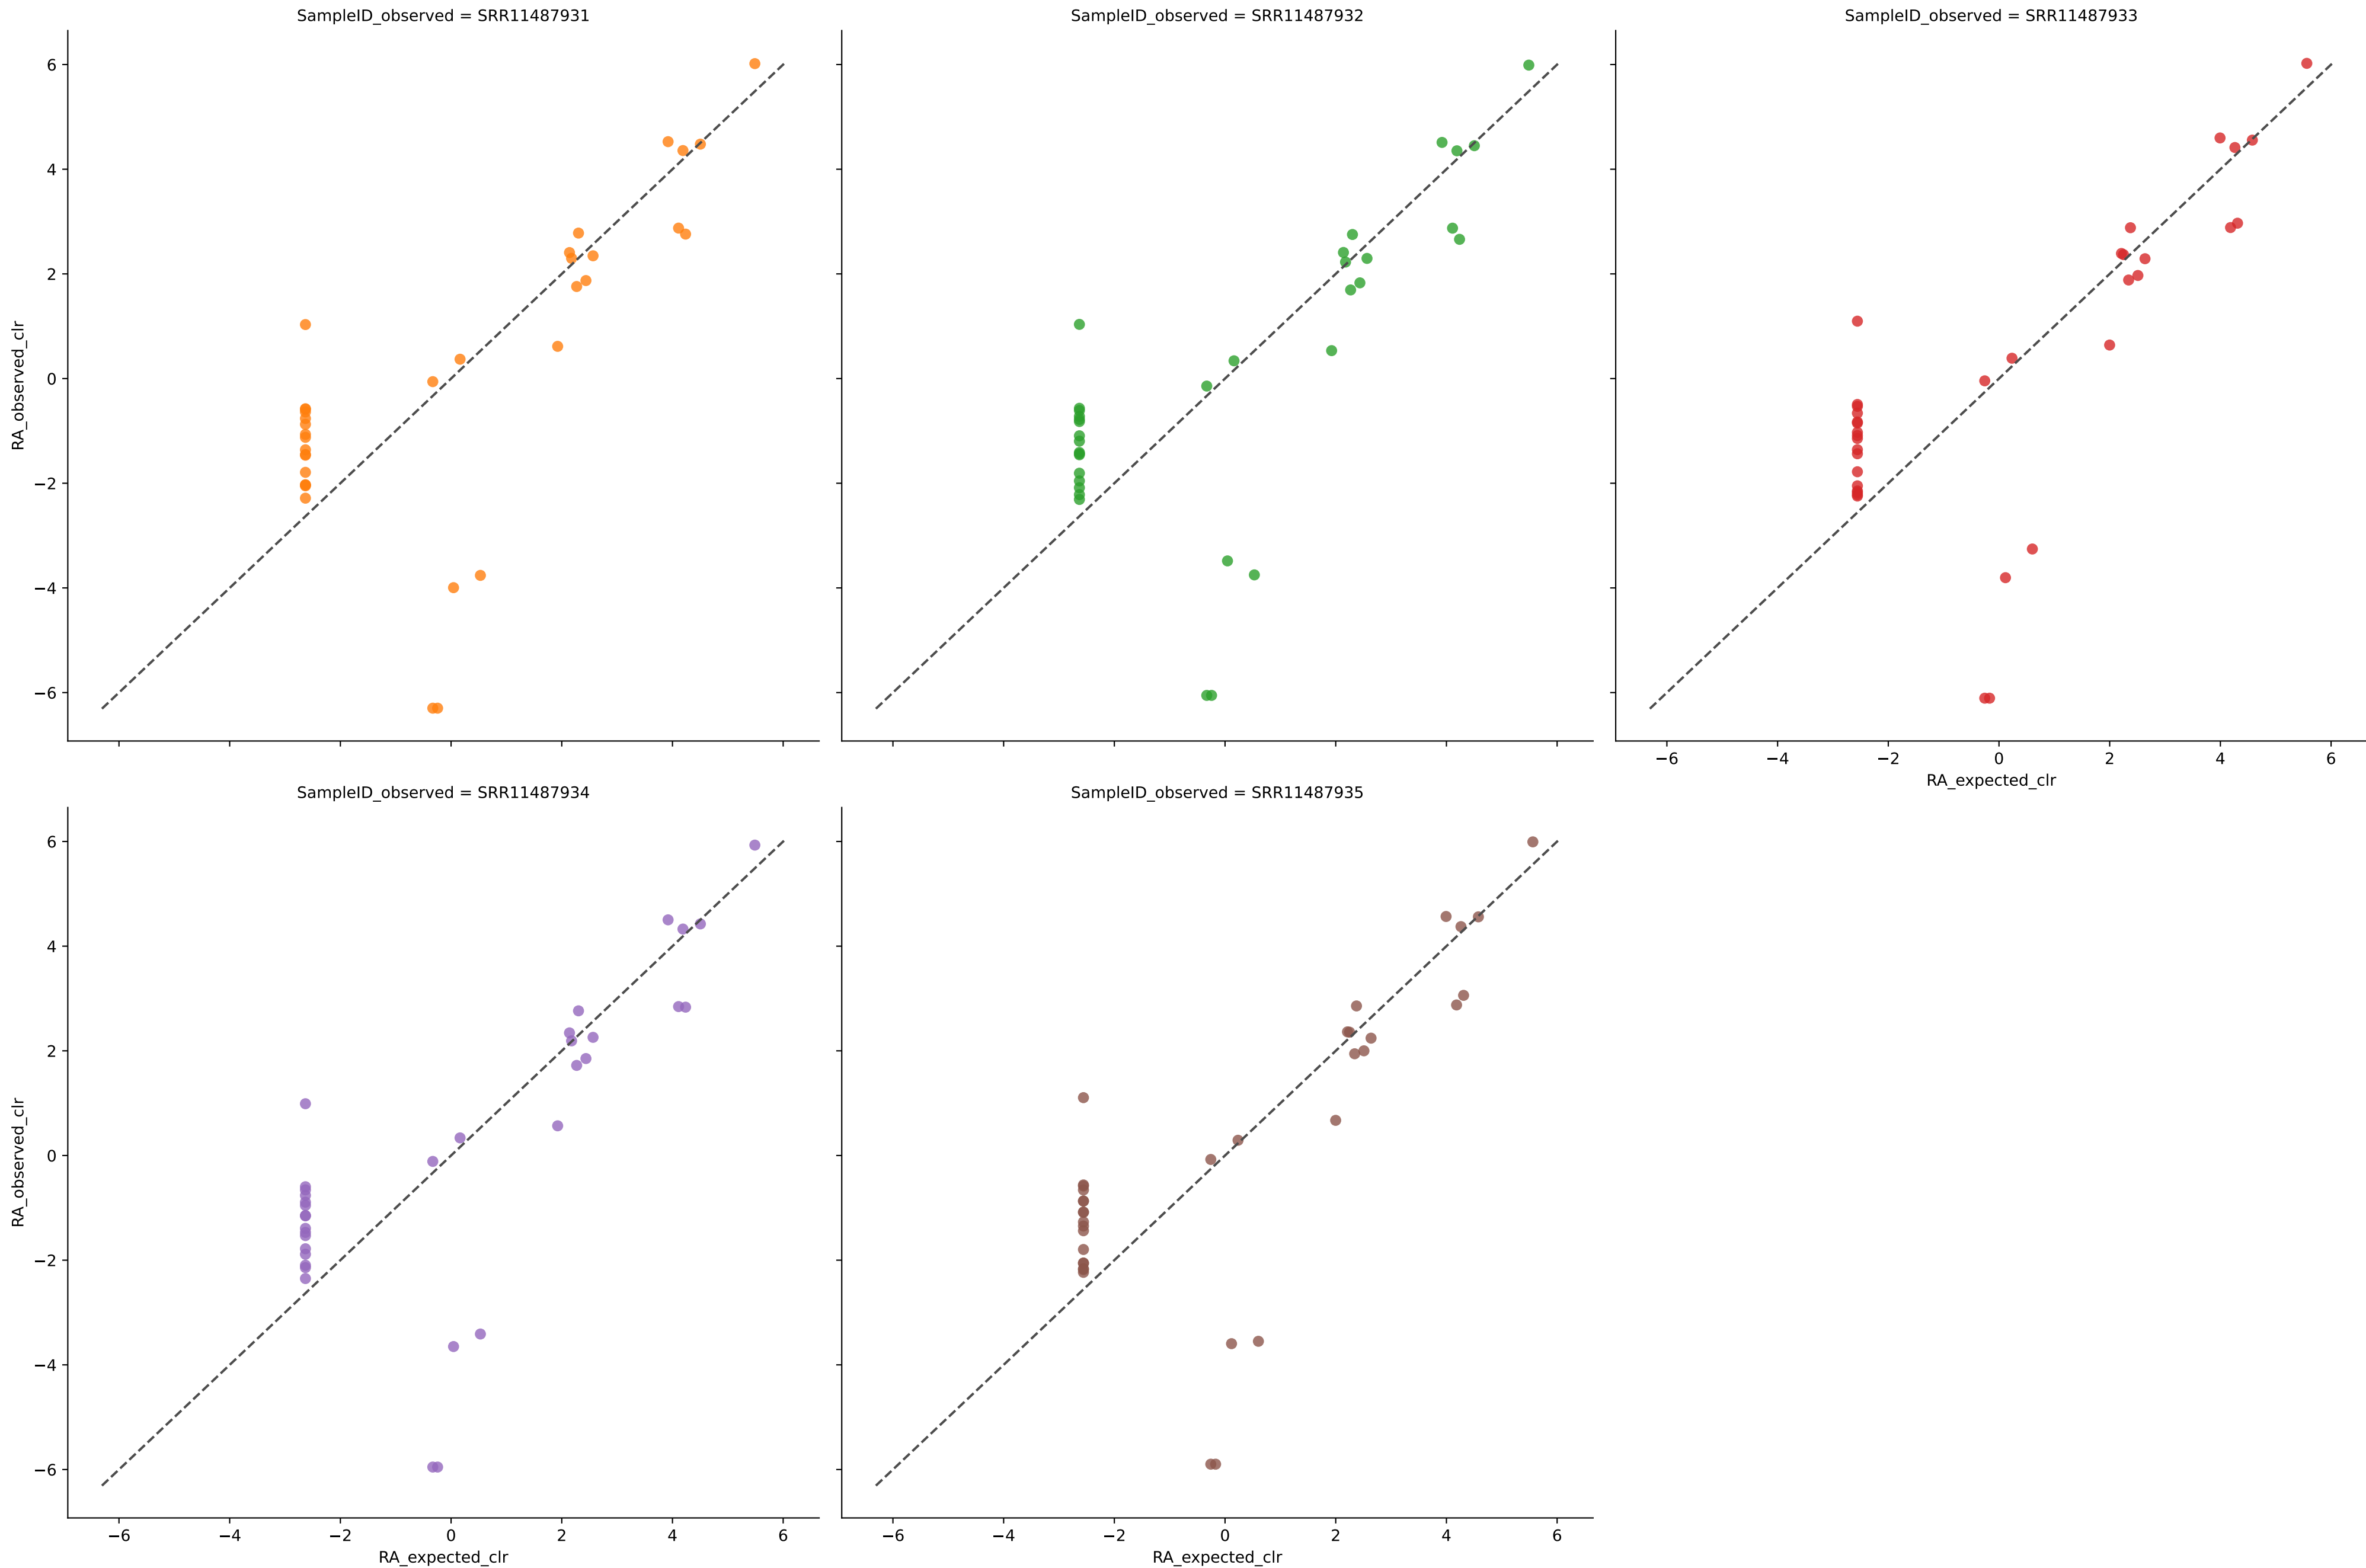 SampleID_observed = SRR11487931
SampleID_observed = SRR11487932
SampleID_observed = SRR11487933
6
4
2
0
−2
−4
−6
RA_observed_clr
−6 −4 −2 0 2 4 6
RA_expected_clr
SampleID_observed = SRR11487934
SampleID_observed = SRR11487935
6
4
2
0
−2
−4
−6
RA_observed_clr
−6 −4 −2 0 2 4 6
RA_expected_clr
−6 −4 −2 0 2 4 6
RA_expected_clr